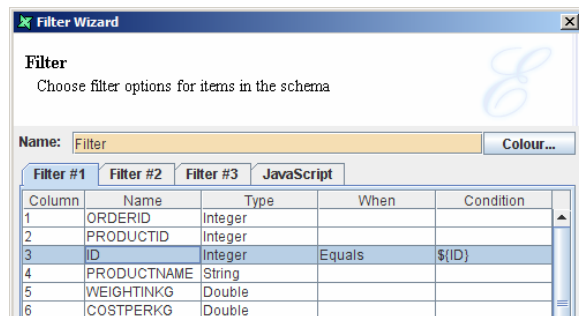 Filter Wizard
Filter
Choose filter options for items in the schema
Name: Filter Colour...
Filter #1 Filter #2 Filter #3 JavaScript
Column Name Type When Condition
1 ORDERID Integer
2 PRODUCTID Integer
3 ID Integer Equals ${ID}
4 PRODUCTNAME String
5 WEIGHTINKG Double
6 COSTPERKG Double